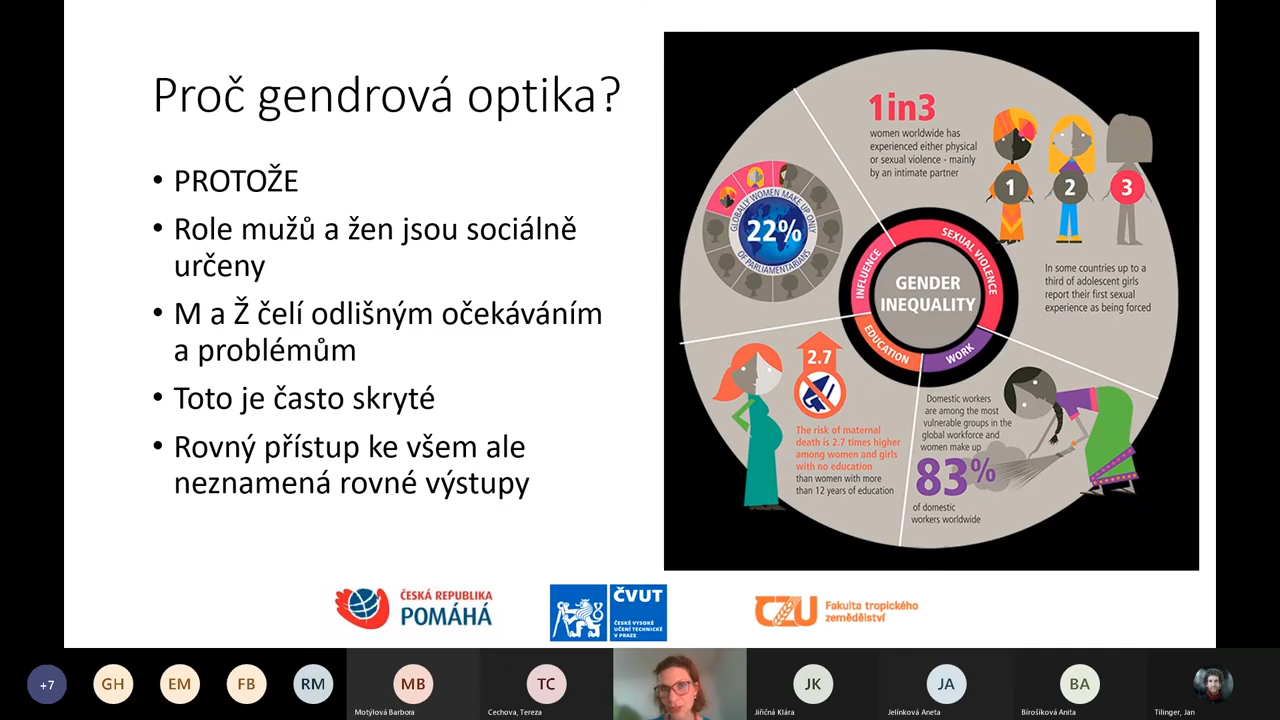 Proč gendrová optika?
• PROTOŽE
• Role mužů a žen jsou sociálně
určeny
• M a Ž čelí odlišným očekáváním
a problémům
• Toto je často skryté
• Rovný přístup ke všem ale
neznamená rovné výstupy
1in3
women worldwide has
experienced either physical
or sexual violence - mainly
by an intimate partner
1
2
3
In some countries up to a
third of adolescent girls
report their first sexual
experience as being forced
GLOBALLY WOMEN MAKE UP ONLY
22%
OF PARLIAMENTARIANS
INFLUENCE
SEXUAL VIOLENCE
GENDER
INEQUALITY
EDUCATION
WORK
2.7
The risk of maternal
death is 2.7 times higher
among women and girls
with no education
than women with more
than 12 years of education
Domestic workers
are among the most
vulnerable groups in the
global workforce and
women make up
83%
of domestic
workers worldwide
ČESKÁ REPUBLIKA
POMÁHÁ
ČVUT
ČESKÉ VYSOKÉ
UČENÍ TECHNICKÉ
V PRAZE
CZU
Fakulta tropického
zemědělství
+7
GH
EM
FB
RM
MB
Motýlová Barbora
TC
Cechova, Tereza
JK
Jiřičná Klára
JA
Jelínková Aneta
BA
Birošíková Anita
Tilinger, Jan